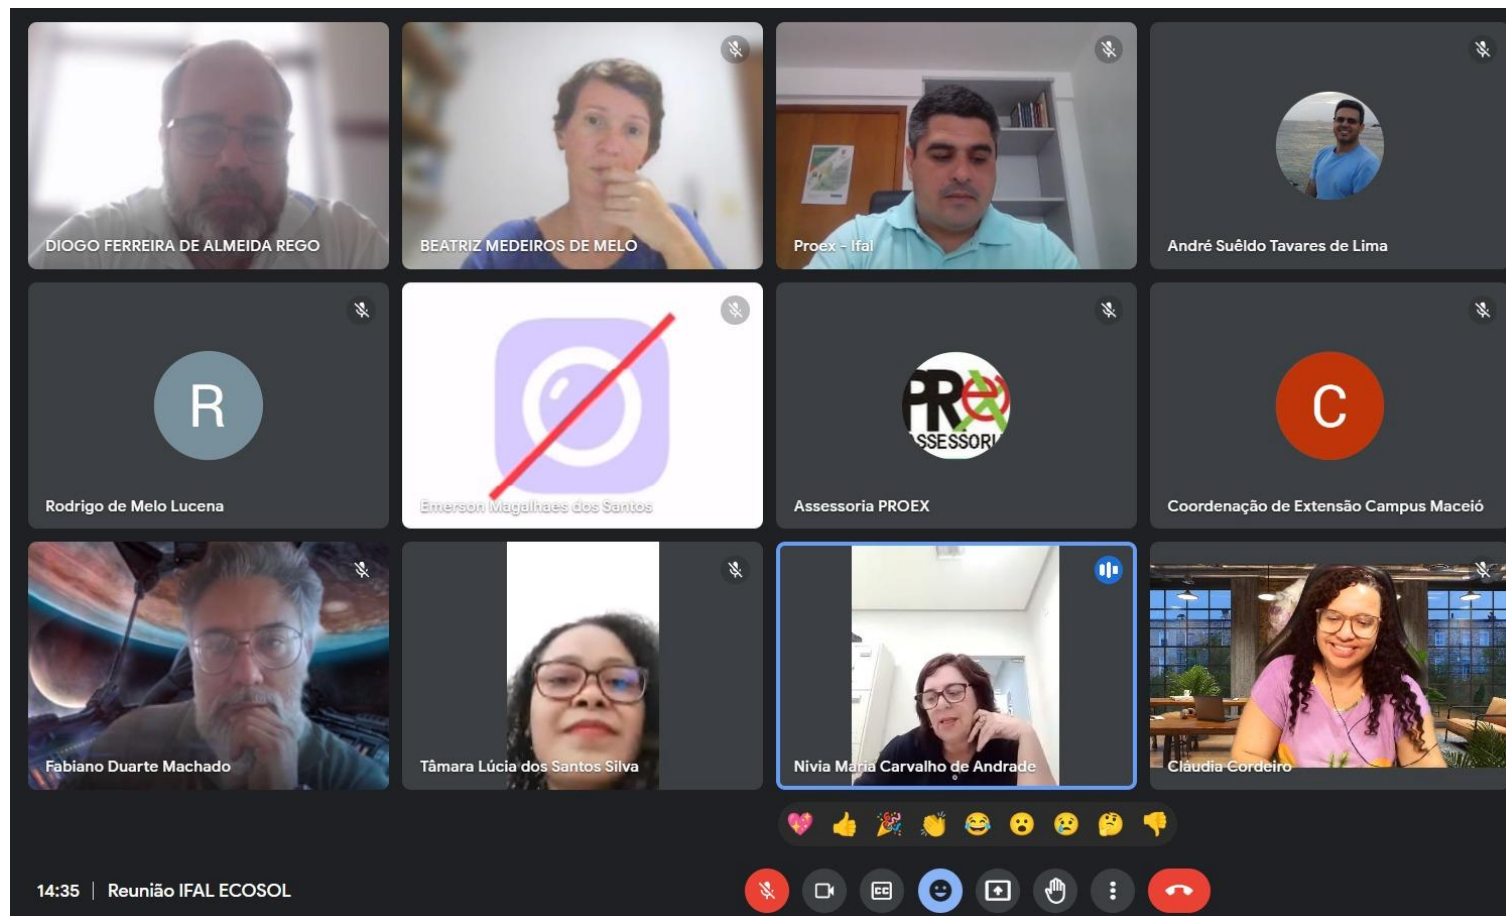 DIOGO FERREIRA DE ALMEIDA REGO
BEATRIZ MEDEIROS DE MELO
Proex - Ifal
André Suêldo Tavares de Lima
R
Rodrigo de Melo Lucena
Emerson Magalhaes dos Santos
PRex
ASSESSORI
Assessoria PROEX
C
Coordenação de Extensão Campus Maceió
Fabiano Duarte Machado
Tâmara Lúcia dos Santos Silva
Nivia Maria Carvalho de Andrade
Cláudia Cordeiro
14:35 | Reunião IFAL ECOSOL
CC